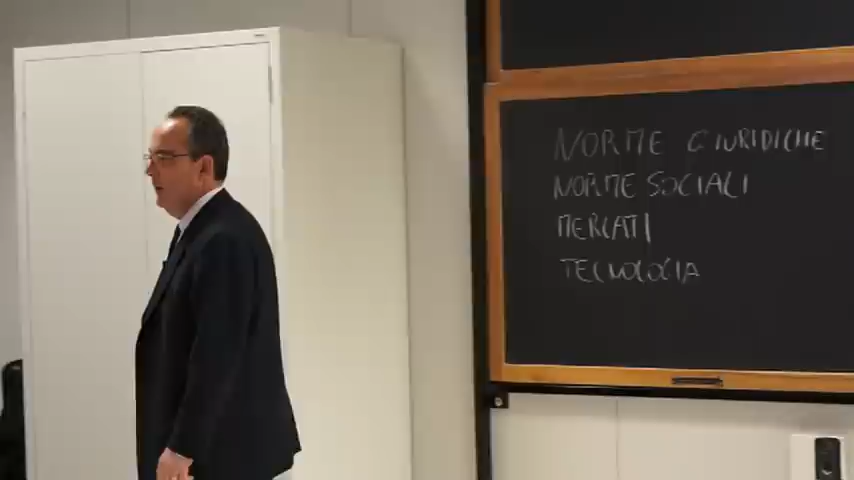 NORME GIURIDICHE
NORME SOCIALI
MERCATI
TECNOLOGIA